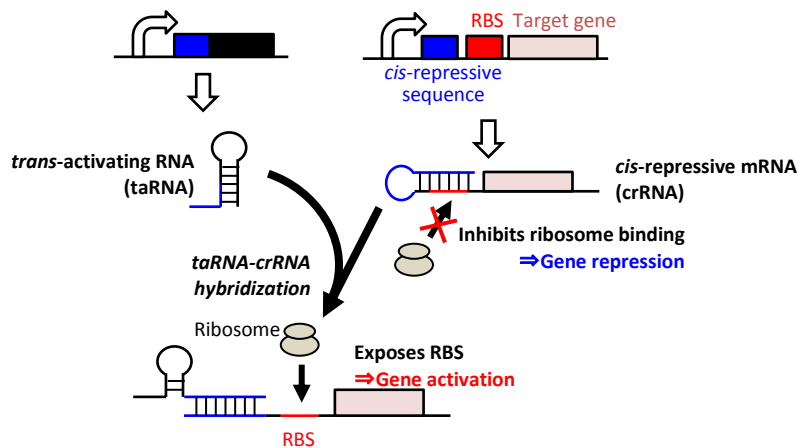 RBS Target gene
cis-repressive
sequence
trans-activating RNA
(taRNA)
cis-repressive mRNA
(crRNA)
Inhibits ribosome binding
⇒Gene repression
taRNA-crRNA
hybridization
Ribosome
Exposes RBS
⇒Gene activation
RBS